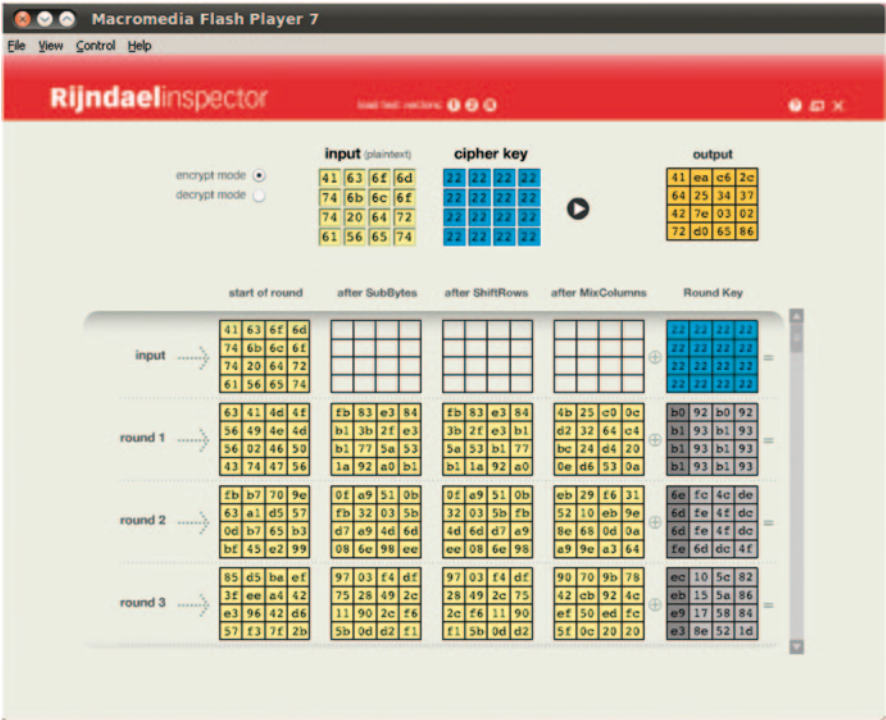 Macromedia Flash Player 7
File View Control Help
Rijndaelinspector load test vectors: 1 2
input (plaintext) cipher key output
encrypt mode
decrypt mode
41 63 6f 6d 22 22 22 22 41 ea c6 2c
74 6b 6c 6f 22 22 22 22 64 25 34 37
74 20 64 72 22 22 22 22 42 7e 03 02
61 56 65 74 22 22 22 22 72 d0 65 86
start of round after SubBytes after ShiftRows after MixColumns Round Key
input
41 63 6f 6d 22 22 22 22
74 6b 6c 6f 22 22 22 22
74 20 64 72 22 22 22 22
61 56 65 74 22 22 22 22
=
round 1
63 41 4d 4f fb 83 e3 84 fb 83 e3 84 4b 25 c0 0c b0 92 b0 92
56 49 4e 4d b1 3b 2f e3 3b 2f e3 b1 d2 32 64 c4 b1 93 b1 93
56 02 46 50 b1 77 5a 53 5a 53 b1 77 bc 24 d4 20 b1 93 b1 93
43 74 47 56 1a 92 a0 b1 b1 1a 92 a0 0e d6 53 0a b1 93 b1 93
=
round 2
fb b7 70 9e 0f a9 51 0b 0f a9 51 0b eb 29 f6 31 6e fc 4c de
63 a1 d5 57 fb 32 03 5b 32 03 5b fb 52 10 eb 9e 6d fe 4f dc
0d b7 65 b3 d7 a9 4d 6d 4d 6d d7 a9 8e 68 0d 0a 6d fe 4f dc
bf 45 e2 99 08 6e 98 ee ee 08 6e 98 a9 9e a3 64 fe 6d dc 4f
=
round 3
85 d5 ba ef 97 03 f4 df 97 03 f4 df 90 70 9b 78 ec 10 5c 82
3f ee a4 42 75 28 49 2c 28 49 2c 75 42 cb 92 4c eb 15 5a 86
e3 96 42 d6 11 90 2c f6 2c f6 11 90 ef 50 ed fc e9 17 58 84
57 f3 7f 2b 5b 0d d2 f1 f1 5b 0d d2 5f 0c 20 20 e3 8e 52 1d
=